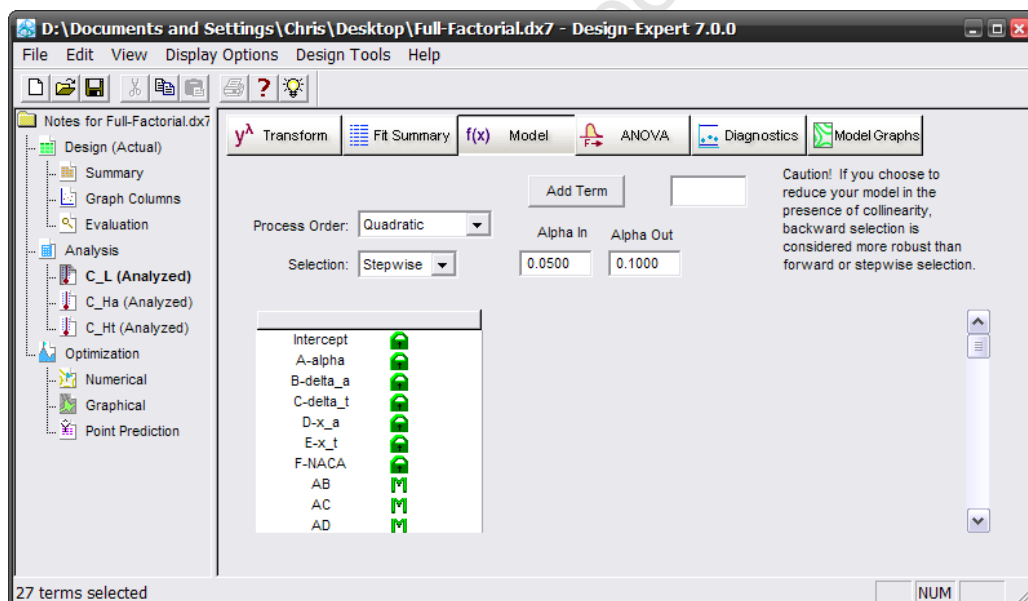 D:\Documents and Settings\Chris\Desktop\Full-Factorial.dx7 - Design-Expert 7.0.0
File Edit View Display Options Design Tools Help
Notes for Full-Factorial.dx7
Design (Actual)
Summary
Graph Columns
Evaluation
Analysis
C_L (Analyzed)
C_Ha (Analyzed)
C_Ht (Analyzed)
Optimization
Numerical
Graphical
Point Prediction
yλ Transform Fit Summary f(x) Model F ANOVA Diagnostics Model Graphs
Add Term
Process Order: Quadratic
Selection: Stepwise
Alpha In Alpha Out
0.0500 0.1000
Caution! If you choose to
reduce your model in the
presence of collinearity,
backward selection is
considered more robust than
forward or stepwise selection.
Intercept
A-alpha
B-delta_a
C-delta_t
D-x_a
E-x_t
F-NACA
AB M
AC M
AD M
27 terms selected
NUM